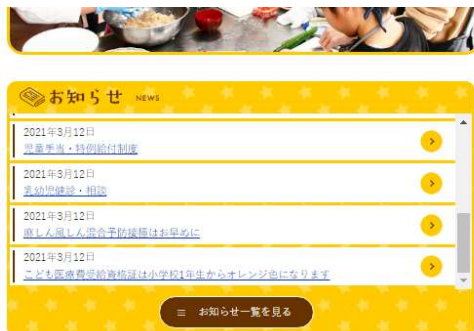 お知らせ NEWS
2021年3月12日
児童手当・特例給付制度
2021年3月12日
乳幼児健診・相談
2021年3月12日
麻しん風しん混合予防接種はお早めに
2021年3月12日
こども医療費受給資格証は小学校1年生からオレンジ色になります
お知らせ一覧を見る